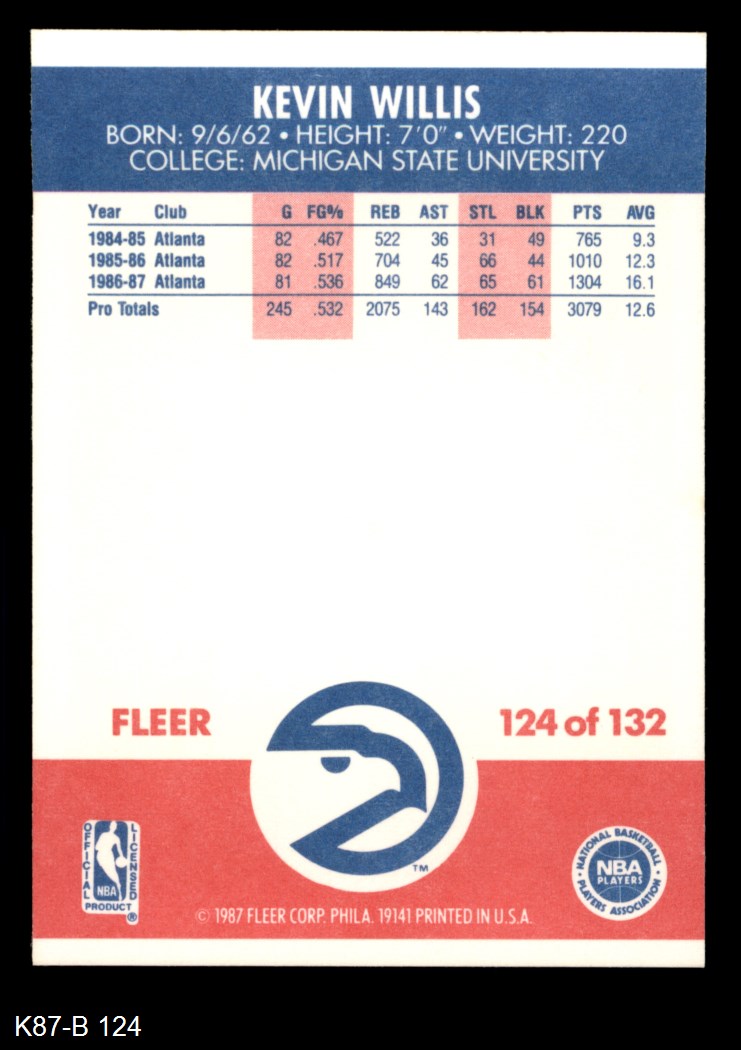 KEVIN WILLIS
BORN: 9/6/62 • HEIGHT: 7'0" • WEIGHT: 220
COLLEGE: MICHIGAN STATE UNIVERSITY
Year Club G FG% REB AST STL BLK PTS AVG
1984-85 Atlanta 82 .467 522 36 31 49 765 9.3
1985-86 Atlanta 82 .517 704 45 66 44 1010 12.3
1986-87 Atlanta 81 .536 849 62 65 61 1304 16.1
Pro Totals 245 .532 2075 143 162 154 3079 12.6
FLEER 124 of 132
TM
OFFICIAL LICENSED
NBA
PRODUCT ®
NATIONAL BASKETBALL
NBA
PLAYERS
PLAYERS ASSOCIATION
© 1987 FLEER CORP. PHILA. 19141 PRINTED IN U.S.A.
K87-B 124